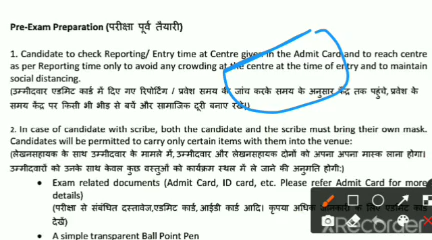 Pre-Exam Preparation (परीक्षा पूर्व तैयारी)
1. Candidate to check Reporting/ Entry time at Centre given in the Admit Card and to reach centre
as per Reporting time only to avoid any crowding at the centre at the time of entry and to maintain
social distancing.
(उम्मीदवार एडमिट कार्ड में दिए गए रिपोर्टिंग / प्रवेश समय की जांच करके समय के अनुसार केंद्र तक पहुंचे, प्रवेश के
समय केंद्र पर किसी भी भीड़ से बचें और सामाजिक दूरी बनाए रखें।)
2. In case of candidate with scribe, both the candidate and the scribe must bring their own mask.
Candidates will be permitted to carry only certain items with them into the venue:
(लेखनसहायक के साथ उम्मीदवार के मामले में, उम्मीदवार और लेखनसहायक दोनों को अपना अपना मास्क लाना होगा।
उम्मीदवारों को उनके साथ केवल कुछ वस्तुओं को कार्यक्रम स्थल में ले जाने की अनुमति होगी:)
• Exam related documents (Admit Card, ID card, etc. Please refer Admit Card for more
details)
(परीक्षा से संबंधित दस्तावेज, एडमिट कार्ड, आईडी कार्ड आदि। कृपया अधिक जानकारी के लिए एडमिट कार्ड
देखें)
• A simple transparent Ball Point Pen
XRecorder